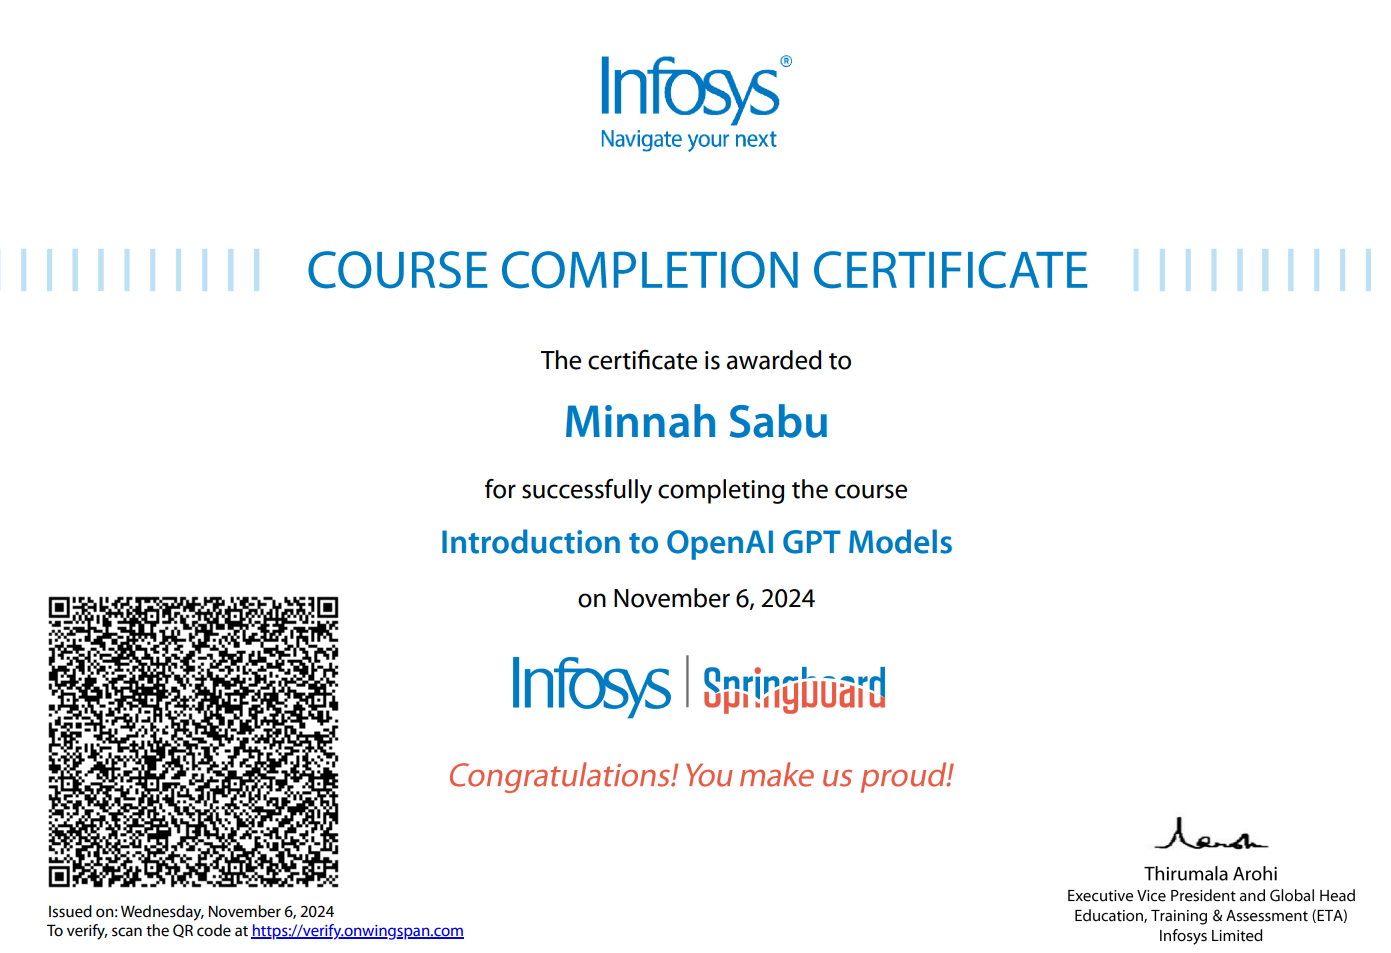 Infosys®
Navigate your next
COURSE COMPLETION CERTIFICATE
The certificate is awarded to
Minnah Sabu
for successfully completing the course
Introduction to OpenAI GPT Models
on November 6, 2024
Infosys | Springboard
Congratulations! You make us proud!
Issued on: Wednesday, November 6, 2024
To verify, scan the QR code at https://verify.onwingspan.com
Thirumala Arohi
Executive Vice President and Global Head
Education, Training & Assessment (ETA)
Infosys Limited